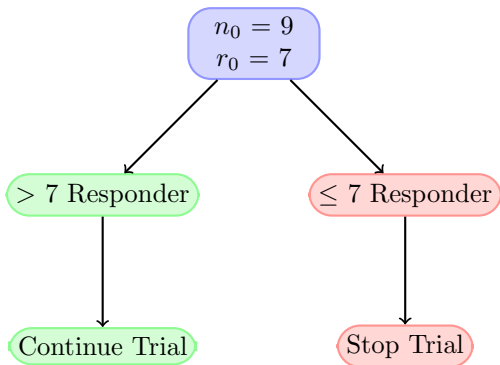 n₀ = 9
r₀ = 7
> 7 Responder
≤ 7 Responder
Continue Trial
Stop Trial